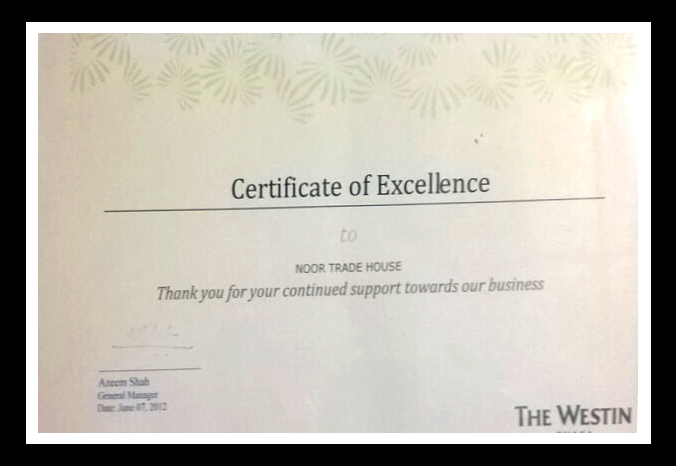 Certificate of Excellence
to
NOOR TRADE HOUSE
Thank you for your continued support towards our business
Azeem Shah
General Manager
Date: June 07, 2012
THE WESTIN